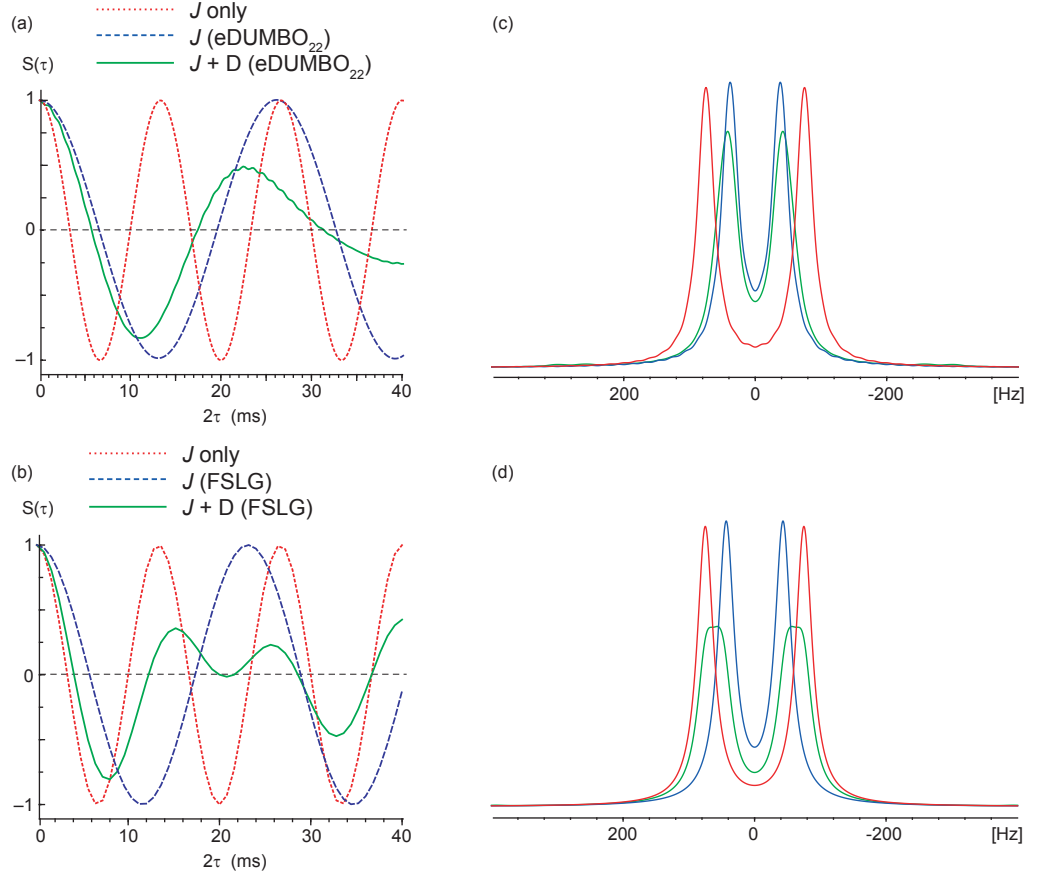 (a)
J only
J (eDUMBO22)
J + D (eDUMBO22)
S(τ)
1
0
–1
0 10 20 30 40
2τ (ms)
(b)
J only
J (FSLG)
J + D (FSLG)
S(τ)
1
0
–1
0 10 20 30 40
2τ (ms)
(c)
200 0 -200 [Hz]
(d)
200 0 -200 [Hz]